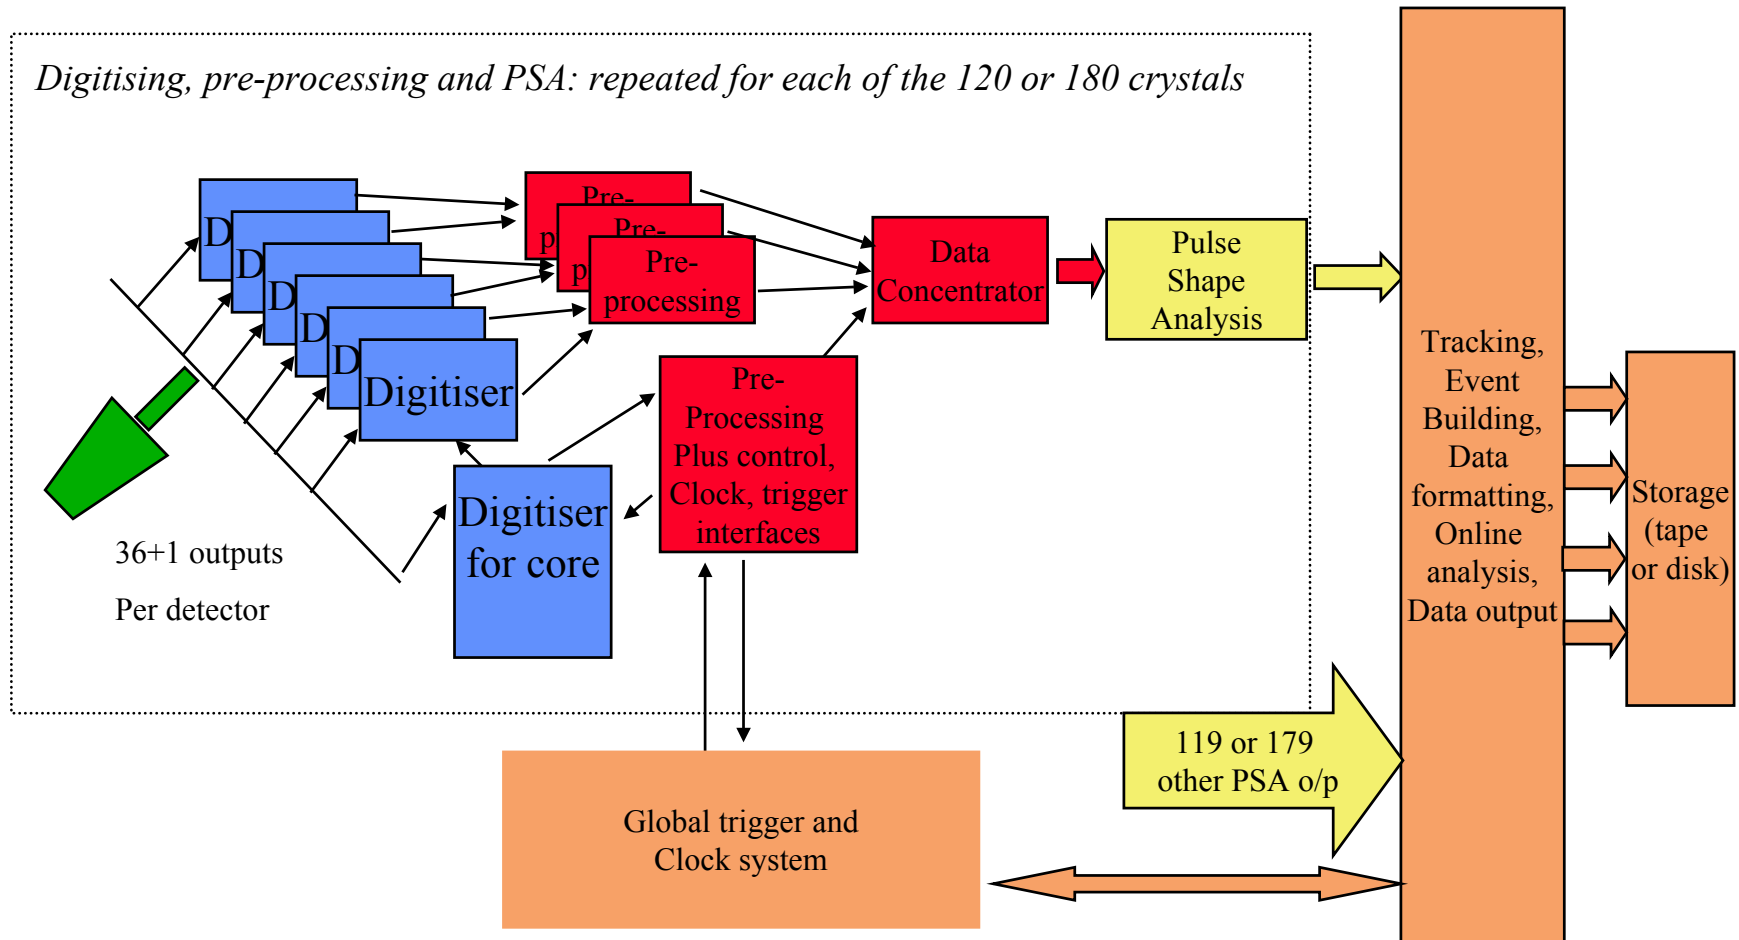 Digitising, pre-processing and PSA: repeated for each of the 120 or 180 crystals
D
D
D
D
D
Digitiser
Digitiser
for core
36+1 outputs
Per detector
Pre-
p
Pre-
p
Pre-
processing
Pre-
Processing
Plus control,
Clock, trigger
interfaces
Data
Concentrator
Pulse
Shape
Analysis
119 or 179
other PSA o/p
Global trigger and
Clock system
Tracking,
Event
Building,
Data
formatting,
Online
analysis,
Data output
Storage
(tape
or disk)